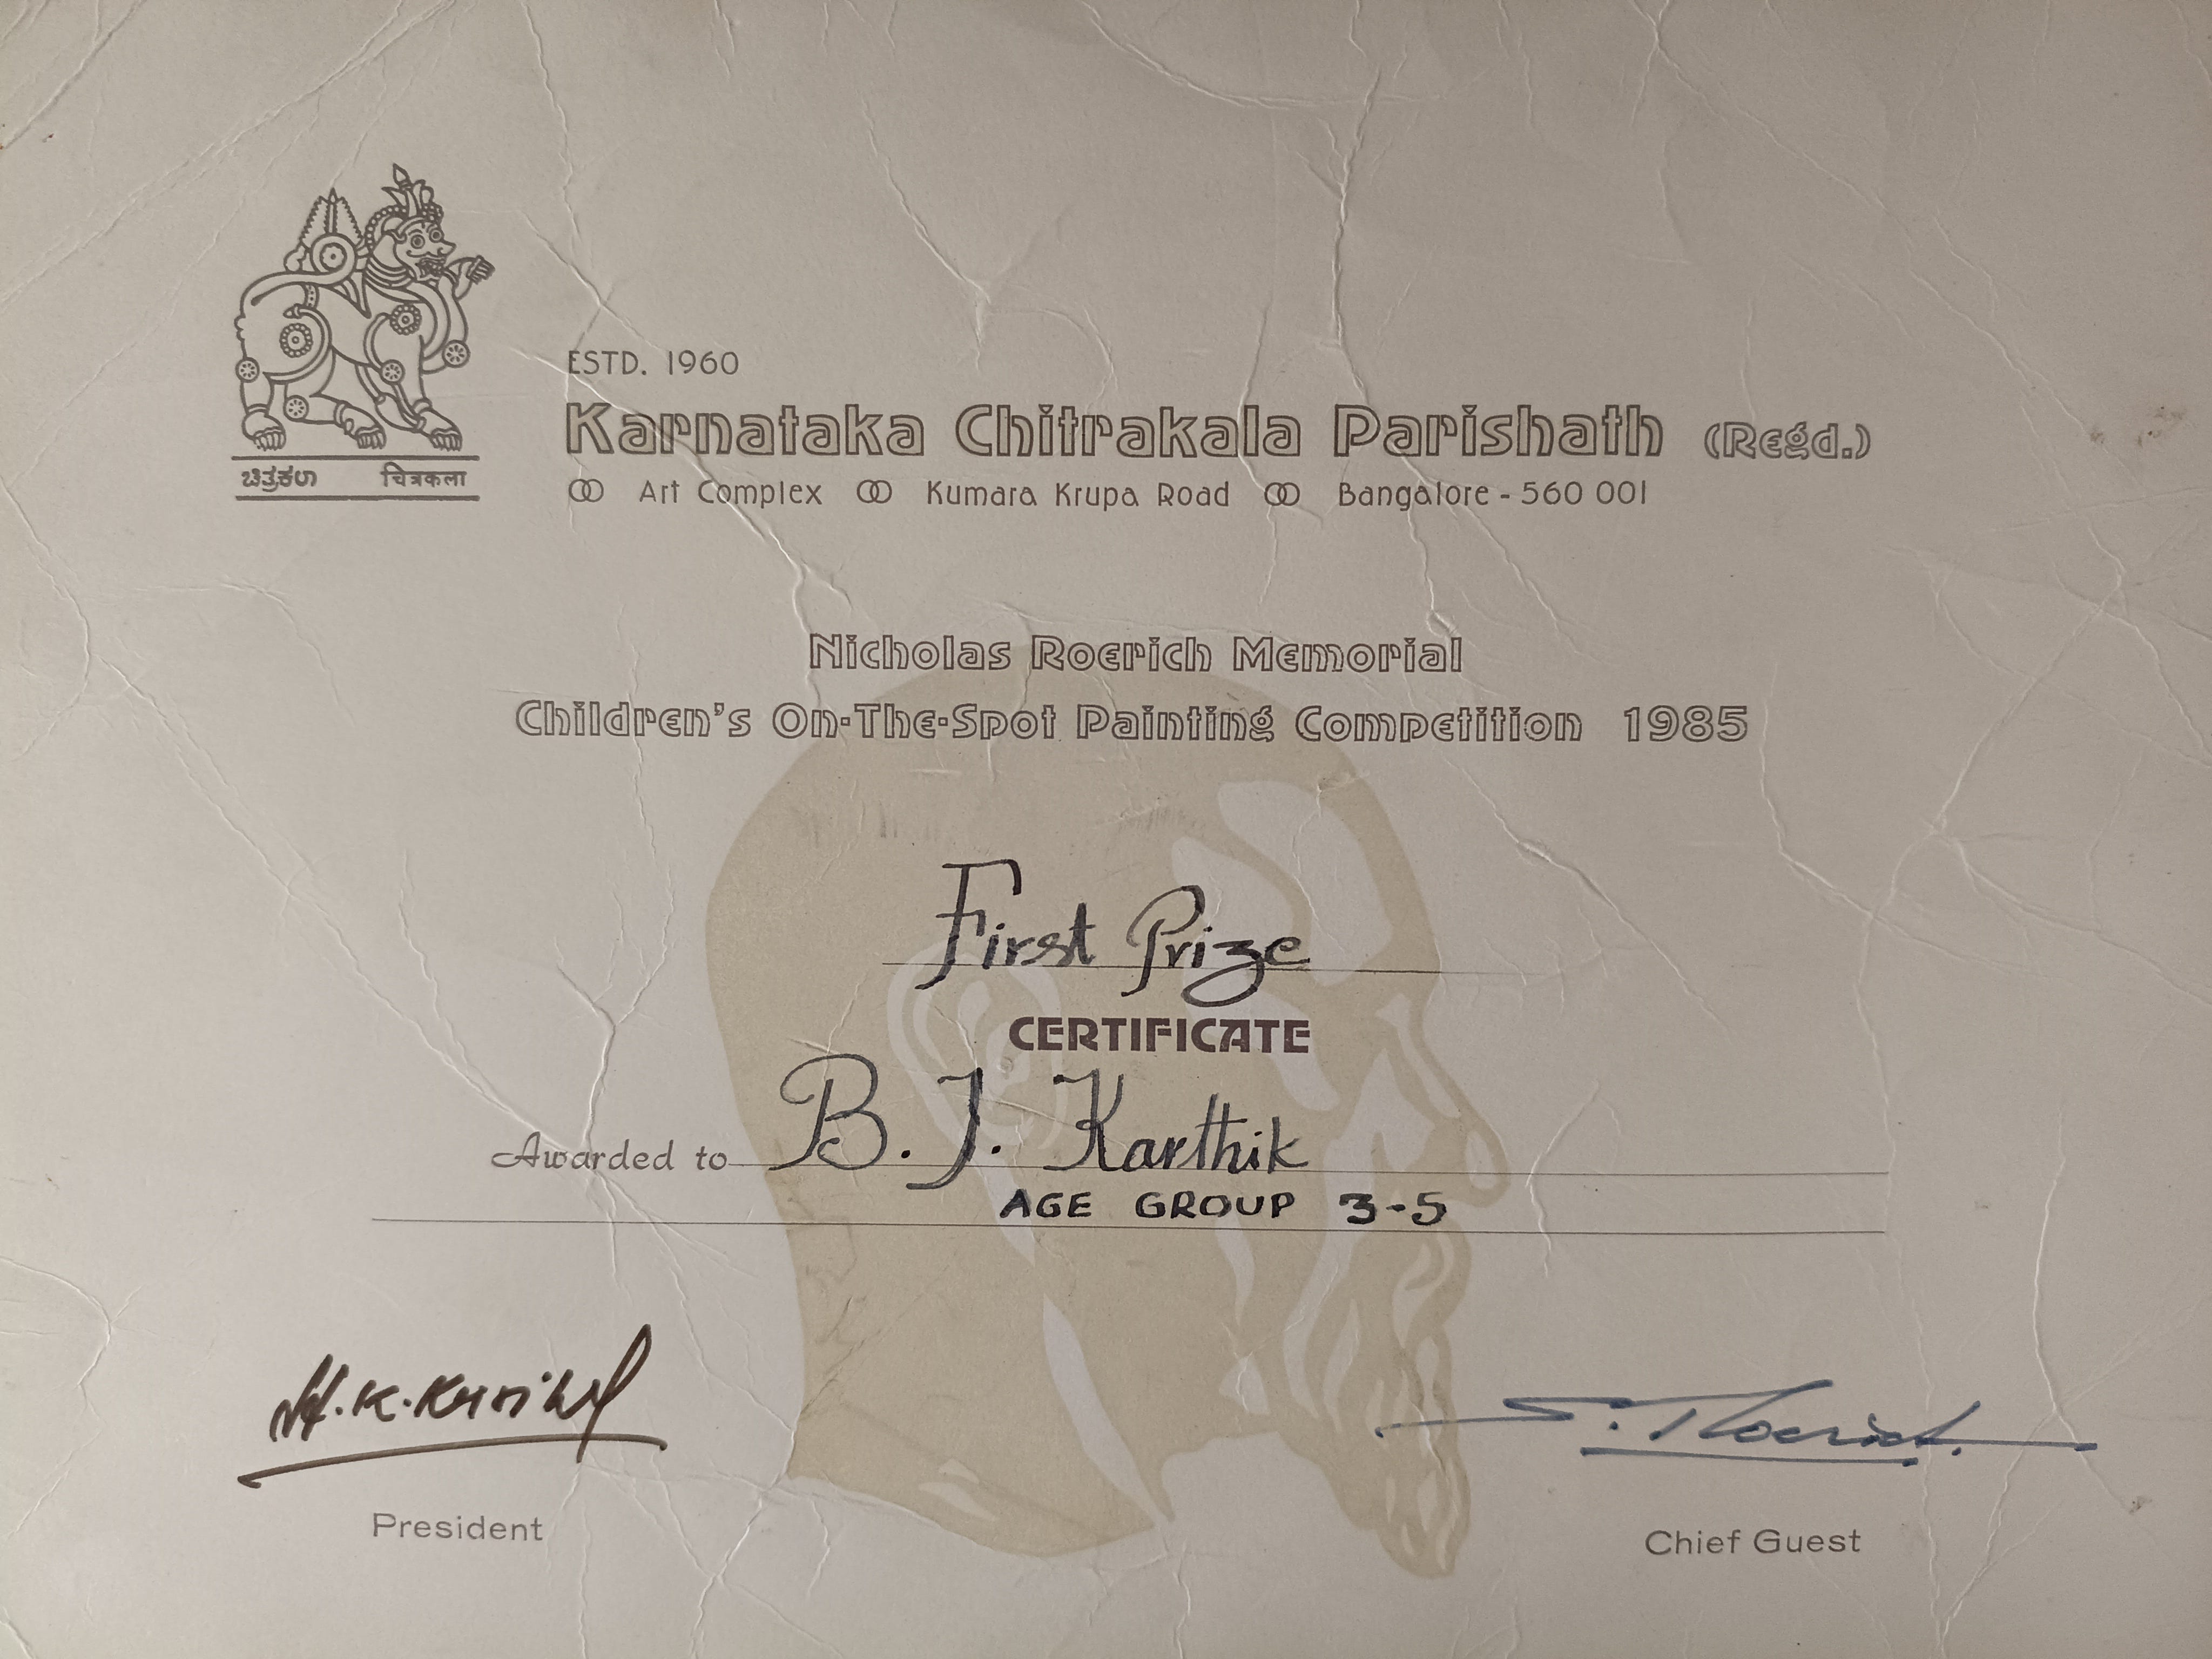 ಚಿತ್ರಕಲಾ चित्रकला
ESTD. 1960
Karnataka Chitrakala Parishath (Regd.)
Art Complex Kumara Krupa Road Bangalore - 560 001
Nicholas Roerich Memorial
Children's On-The-Spot Painting Competition 1985
First Prize
CERTIFICATE
Awarded to B. J. Karthik
AGE GROUP 3-5
S. Roerich.
President
Chief Guest